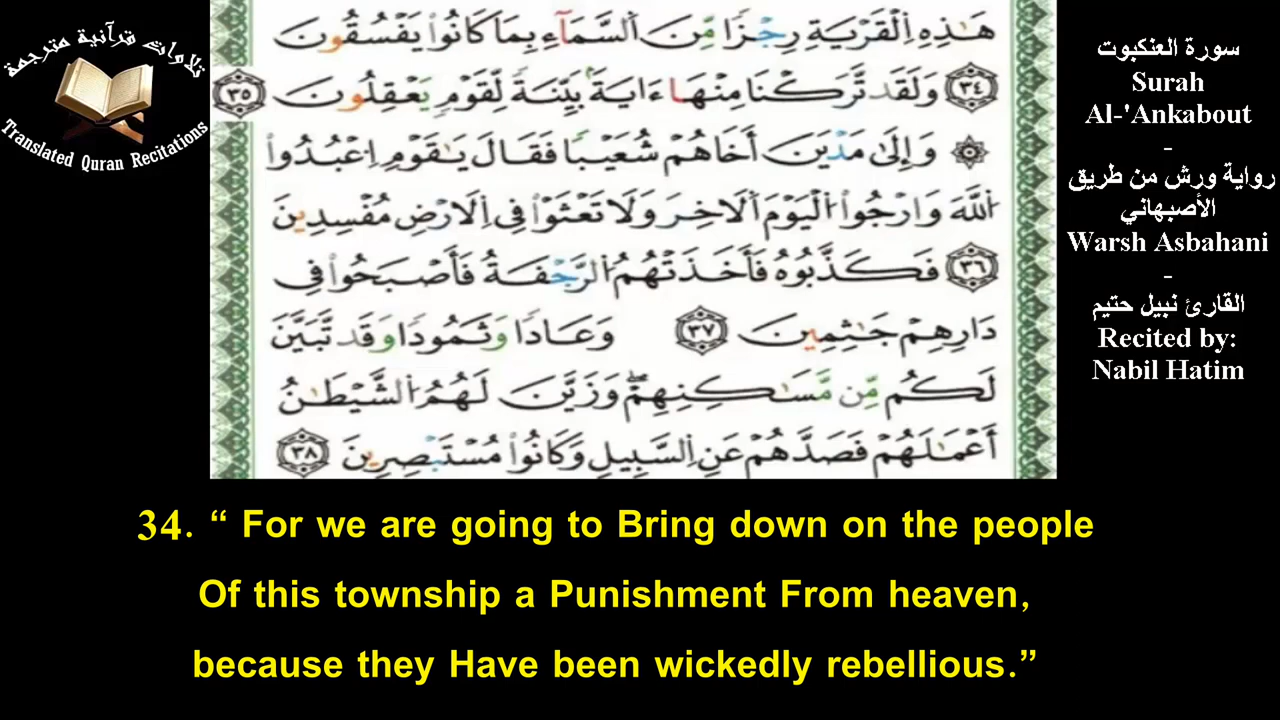 تلاوات قرآنية مترجمة
Translated Quran Recitations
هَٰذِهِ اِ۬لْقَرْيَةِ رِجْزٗا مِّنَ اَ۬لسَّمَآءِ بِمَا كَانُواْ يَفْسُقُونَ
٣٤ وَلَقَد تَّرَكْنَا مِنْهَا ءَايَةَۢ بَيِّنَةٗ لِّقَوْمٖ يَعْقِلُونَ ٣٥
۞ وَإِلَىٰ مَدْيَنَ أَخَاهُمْ شُعَيْبٗا فَقَالَ يَٰقَوْمِ اِ۟عْبُدُواْ
اُ۬للَّهَ وَارْجُواْ اُ۬لْيَوْمَ اَ۬لَاخِرَ وَلَا تَعْثَوْاْ فِي اِ۬لَارْضِ مُفْسِدِينَ
٣٦ فَكَذَّبُوهُ فَأَخَذَتْهُمُ اُ۬لرَّجْفَةُ فَأَصْبَحُواْ فِي
دَارِهِمْ جَٰثِمِينَ ٣٧ وَعَادٗا وَثَمُودٗا وَقَد تَّبَيَّنَ
لَكُم مِّن مَّسَٰكِنِهِمْۖ وَزَيَّنَ لَهُمُ اُ۬لشَّيْطَٰنُ
أَعْمَٰلَهُمْ فَصَدَّهُمْ عَنِ اِ۬لسَّبِيلِ وَكَانُواْ مُسْتَبْصِرِينَ ٣٨
سورة العنكبوت
Surah
Al-'Ankabout
-
رواية ورش من طريق
الأصبهاني
Warsh Asbahani
-
القارئ نبيل حتيم
Recited by:
Nabil Hatim
34. “ For we are going to Bring down on the people
Of this township a Punishment From heaven,
because they Have been wickedly rebellious.”